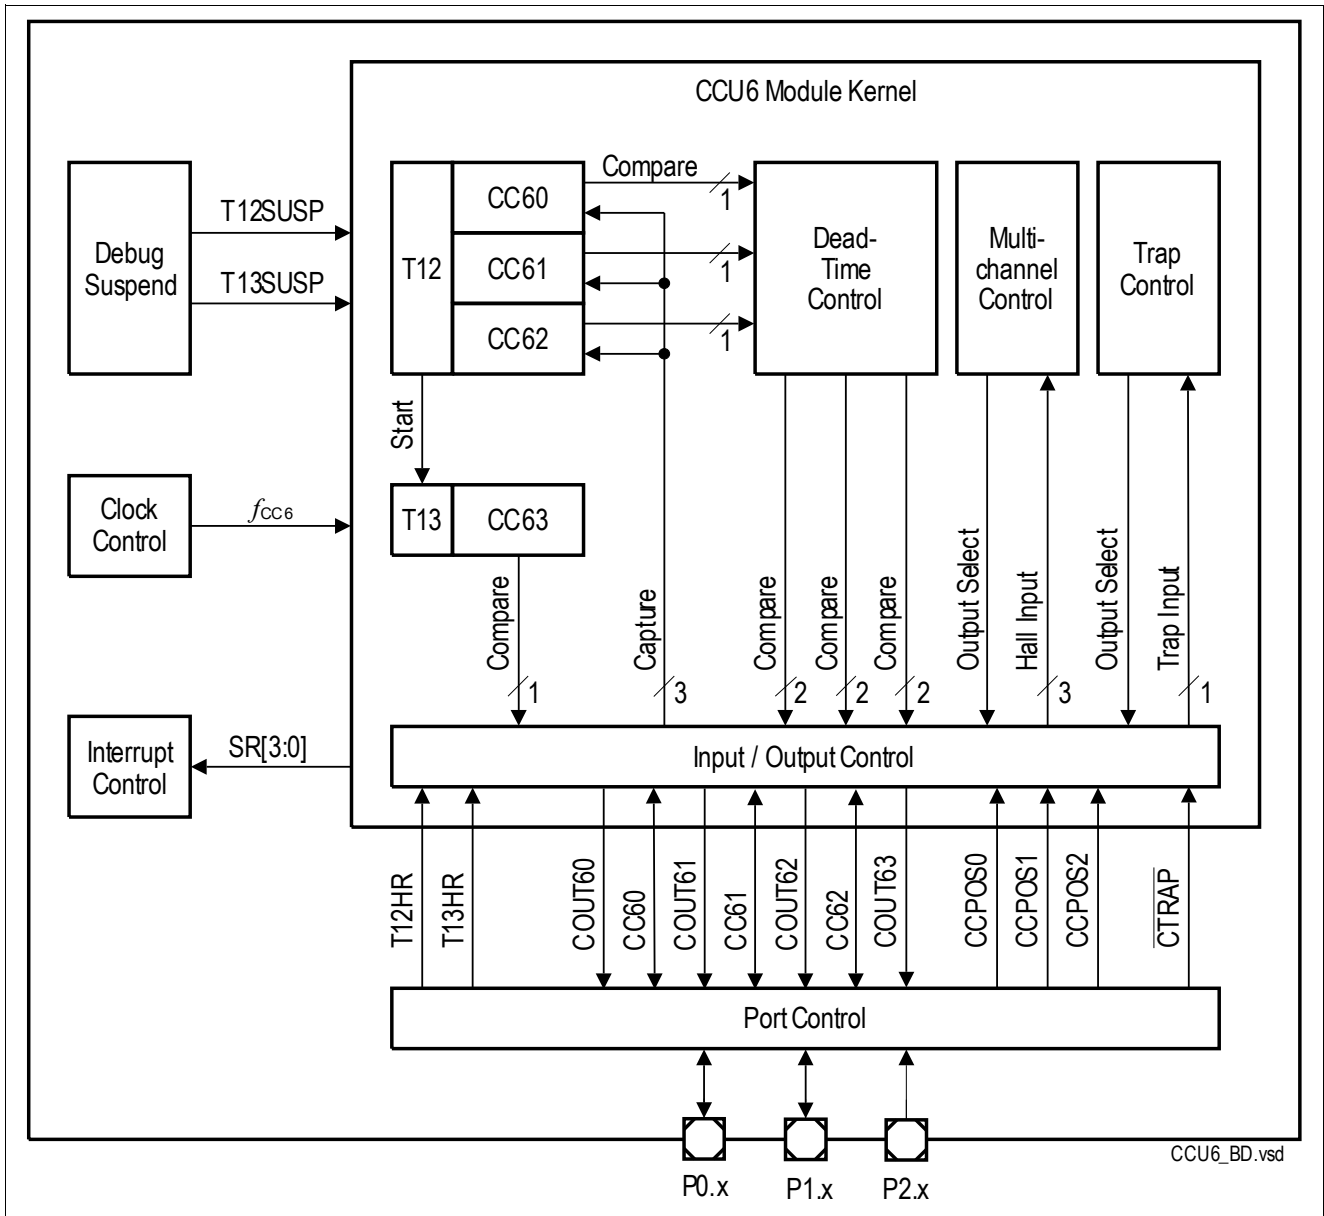 CCU6 Module Kernel
Debug
Suspend
T12SUSP
T13SUSP
T12
CC60
CC61
CC62
Compare
1
1
1
Dead-
Time
Control
Multi-
channel
Control
Trap
Control
Start
Clock
Control
fCC6
T13
CC63
Compare
1
Capture
3
Compare
2
Compare
2
Compare
2
Output Select
Hall Input
3
Output Select
Trap Input
1
Interrupt
Control
SR[3:0]
Input / Output Control
T12HR
T13HR
COUT60
CC60
COUT61
CC61
COUT62
CC62
COUT63
CCPOS0
CCPOS1
CCPOS2
CTRAP
Port Control
P0.x
P1.x
P2.x
CCU6_BD.vsd